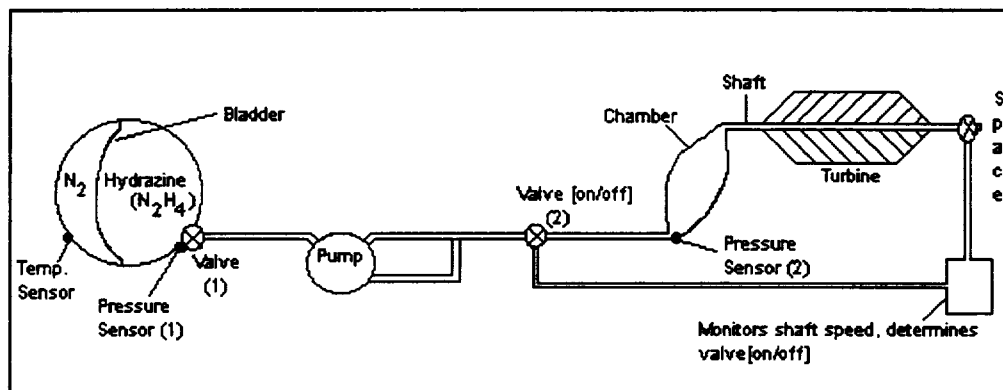 Bladder
N₂
Hydrazine
(N₂H₄)
Temp.
Sensor
Pressure
Sensor (1)
Valve
(1)
Pump
Valve [on/off]
(2)
Chamber
Shaft
Turbine
Pressure
Sensor (2)
Monitors shaft speed, determines
valve[on/off]